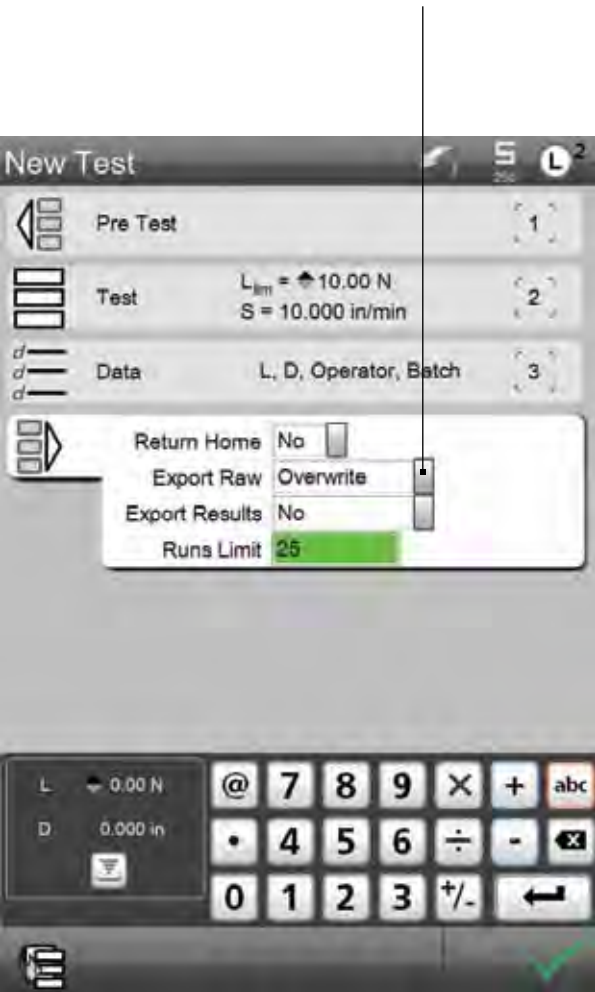 New Test
L 2
Pre Test 1
Test Llim = 10.00 N 2
S = 10.000 in/min
d
d
d
Data L, D, Operator, Batch 3
Return Home No
Export Raw Overwrite
Export Results No
Runs Limit 25
L 0.00 N
D 0.000 in
@ 7 8 9 × + abc
• 4 5 6 ÷ -
0 1 2 3 +/-